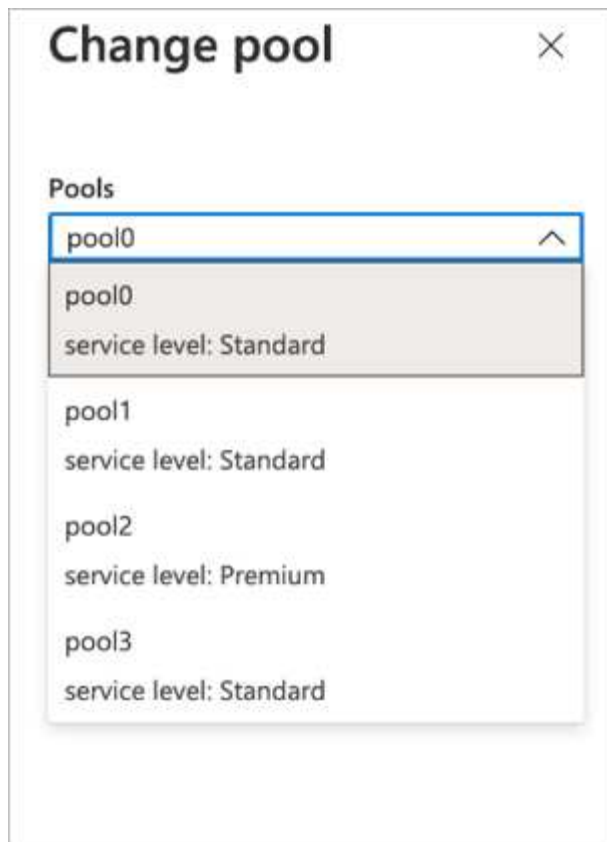 Change pool
Pools
pool0
pool0
service level: Standard
pool1
service level: Standard
pool2
service level: Premium
pool3
service level: Standard